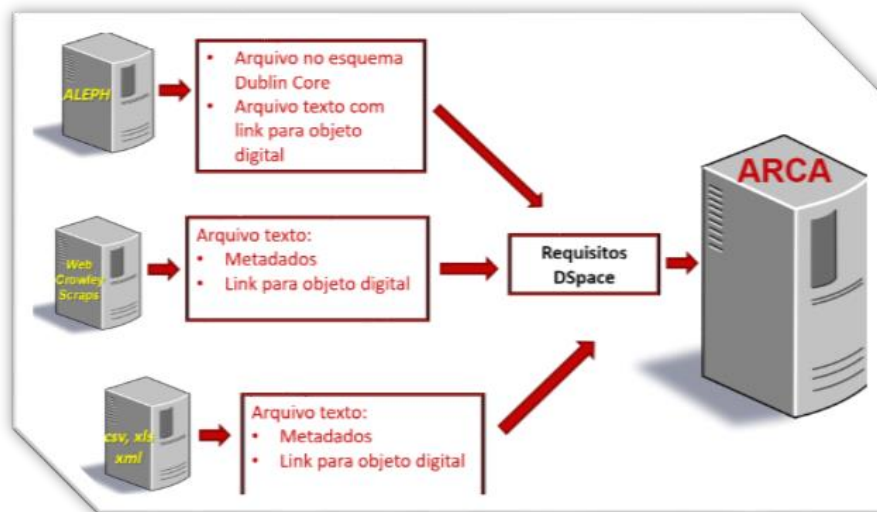 ALEPH
• Arquivo no esquema
Dublin Core
• Arquivo texto com
link para objeto
digital
Web
Crowley
Scraps
Arquivo texto:
• Metadados
• Link para objeto digital
csv, xls
xml
Arquivo texto:
• Metadados
• Link para objeto digital
Requisitos
DSpace
ARCA